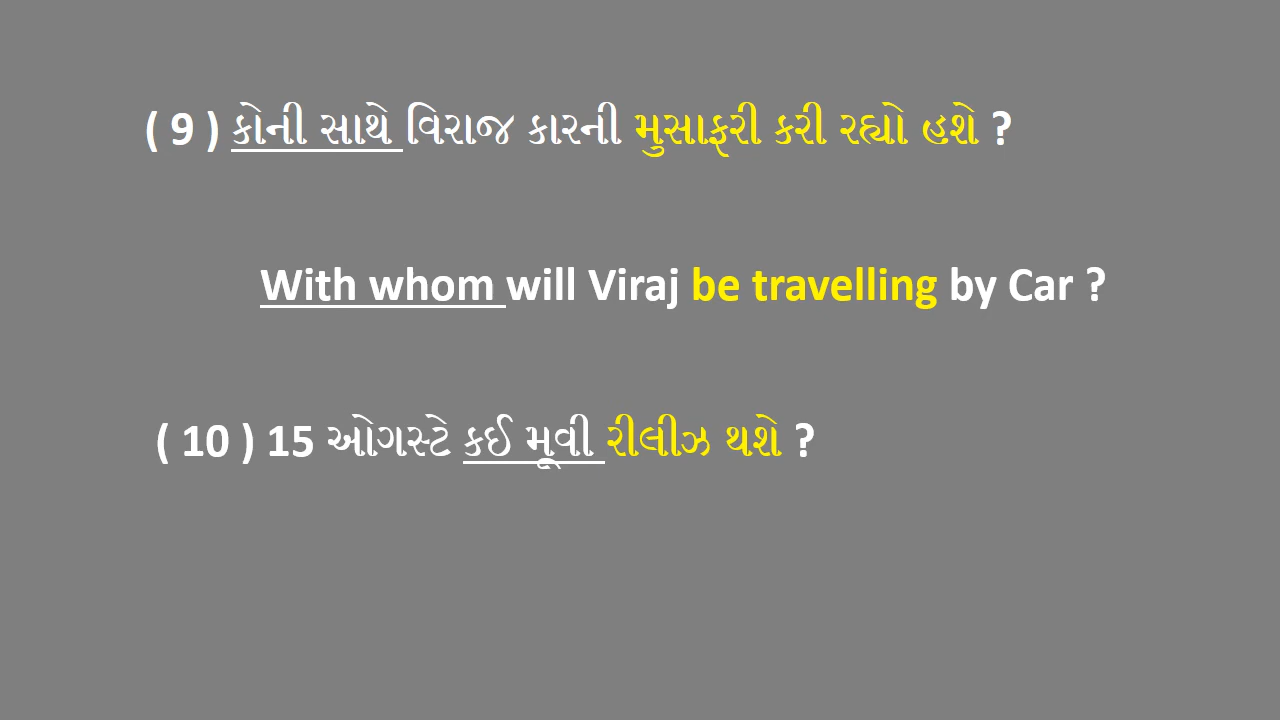 ( 9 ) કોની સાથે વિરાજ કારની મુસાફરી કરી રહ્યો હશે ?
With whom will Viraj be travelling by Car ?
( 10 ) 15 ઓગસ્ટે કઈ મૂવી રીલીઝ થશે ?